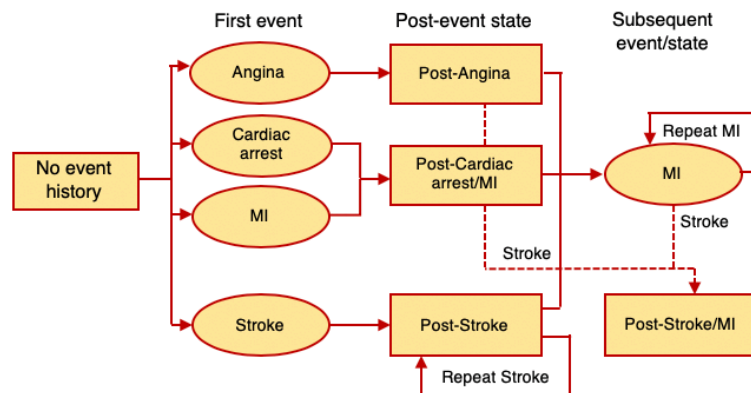 First event
Post-event state
Subsequent
event/state
Angina
Post-Angina
Repeat MI
Cardiac
arrest
No event
history
Post-Cardiac
arrest/MI
MI
MI
Stroke
Stroke
Stroke
Post-Stroke
Post-Stroke/MI
Repeat Stroke